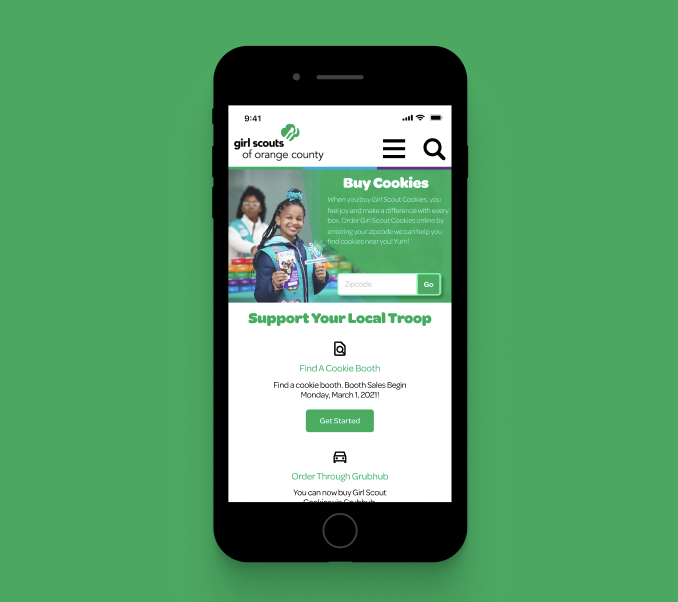 9:41
girl scouts
of orange county
Buy Cookies
When you buy Girl Scout Cookies, you
feel joy and make a difference with every
box. Order Girl Scout Cookies online by
entering your zipcode we can help you
find cookies near you! Yum!
Zipcode
Go
Support Your Local Troop
Find A Cookie Booth
Find a cookie booth. Booth Sales Begin
Monday, March 1, 2021!
Get Started
Order Through Grubhub
You can now buy Girl Scout
Cookies via Grubhub